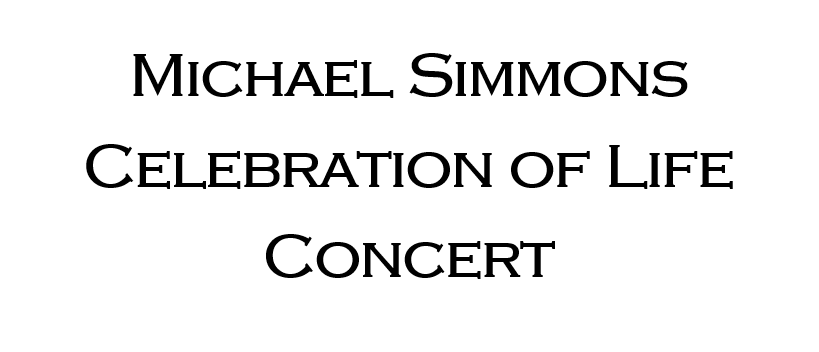 Michael Simmons
Celebration of Life
Concert